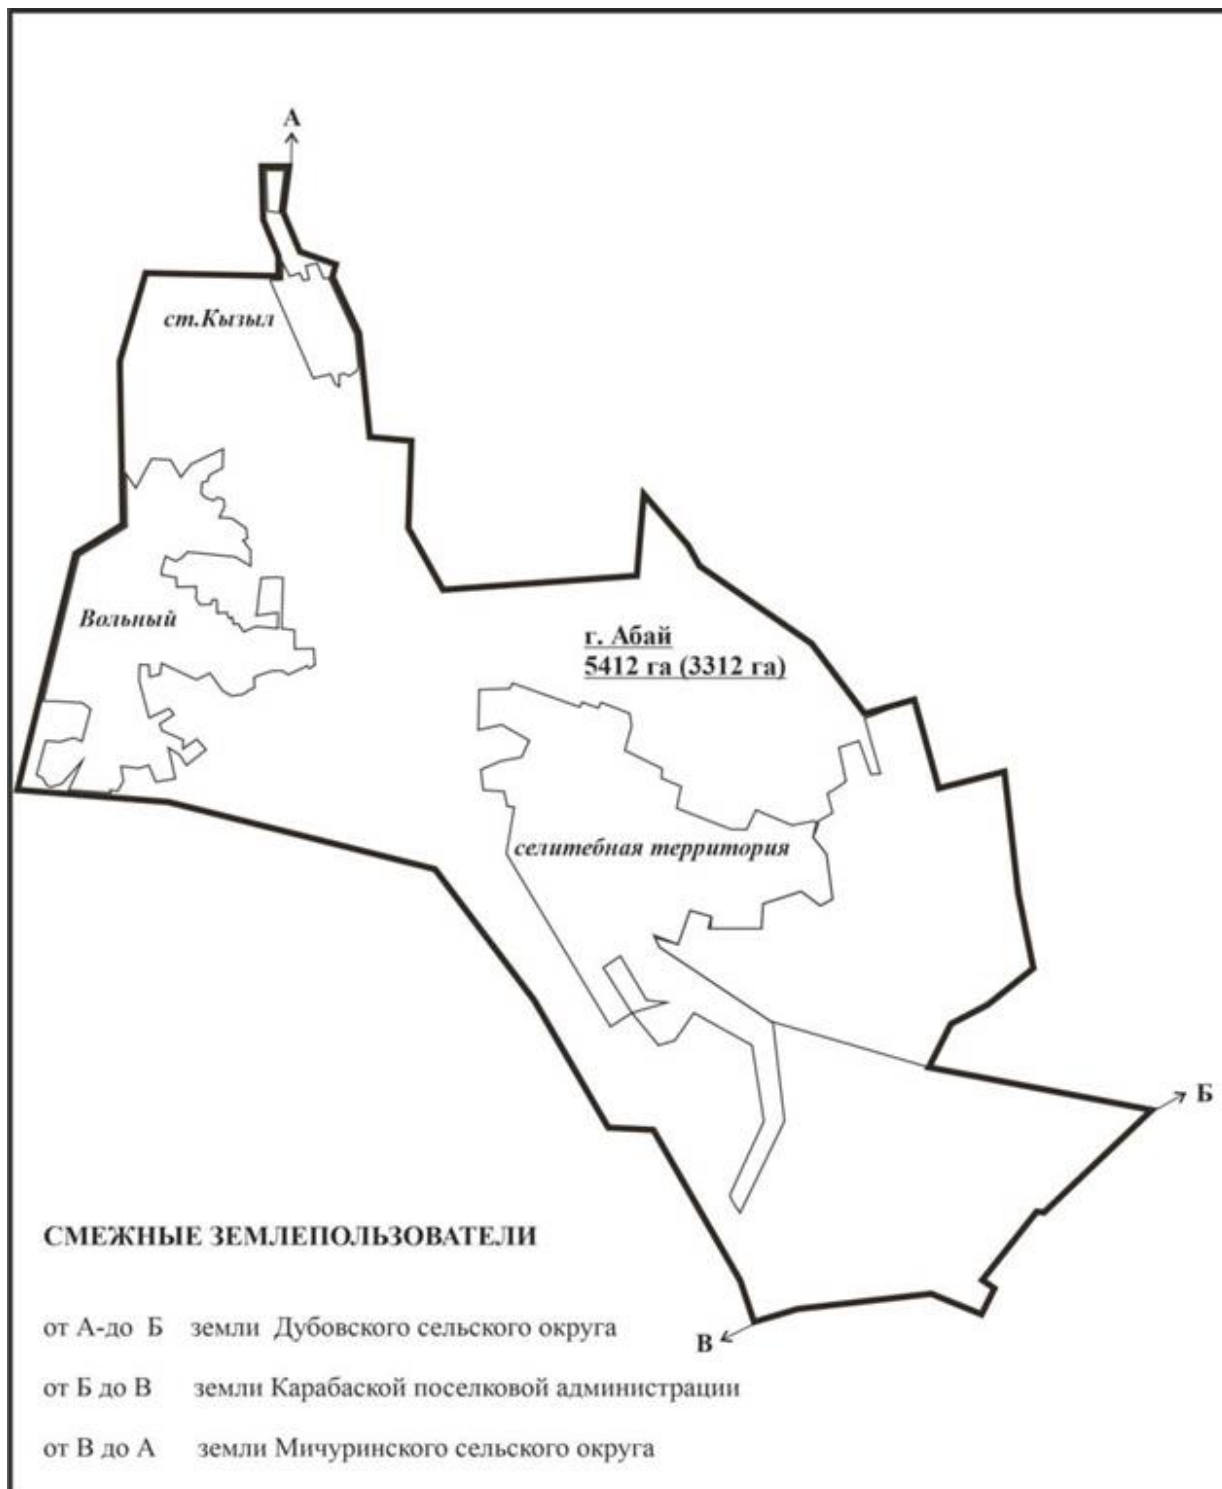 А
ст.Кызыл
Вольный
г. Абай
5412 га (3312 га)
селитебная территория
Б
В
СМЕЖНЫЕ ЗЕМЛЕПОЛЬЗОВАТЕЛИ
от А-до Б земли Дубовского сельского округа
от Б до В земли Карабаской поселковой администрации
от В до А земли Мичуринского сельского округа